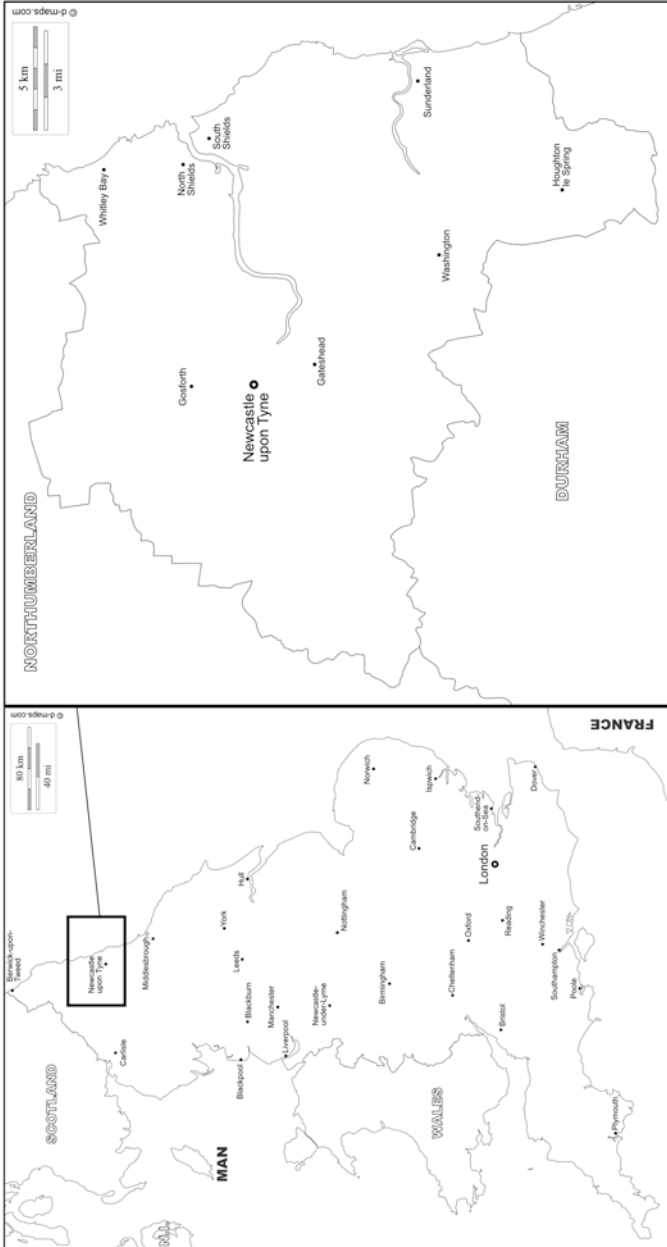 © d-maps.com
80 km
40 mi
SCOTLAND
N.I.
MAN
WALES
FRANCE
Berwick-upon-
Tweed
Newcastle
upon Tyne
Carlisle
Middlesbrough
York
Hull
Leeds
Blackburn
Blackpool
Manchester
Liverpool
Nottingham
Newcastle-
under-Lyme
Norwich
Birmingham
Cambridge
Ispwich
Cheltenham
Oxford
London
Southend-
on-Sea
Reading
Bristol
Dover
Winchester
Southampton
Poole
Plymouth
© d-maps.com
5 km
3 mi
NORTHUMBERLAND
Whitley Bay
North
Shields
South
Shields
Gosforth
Newcastle
upon Tyne
Gateshead
Sunderland
Washington
Houghton
le Spring
DURHAM